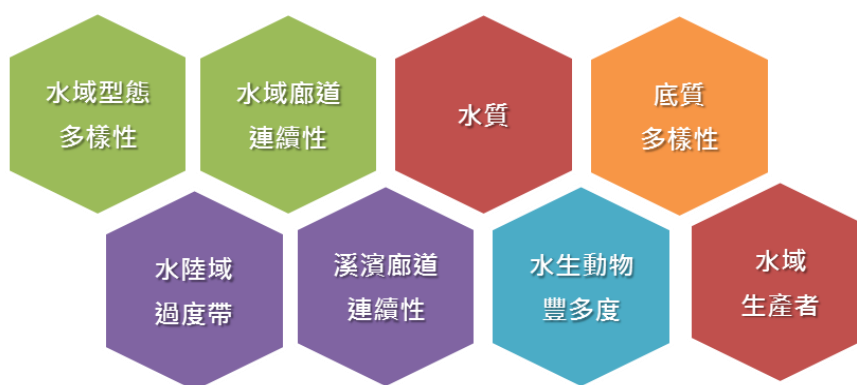 水域型態
多樣性
水域廊道
連續性
水質
底質
多樣性
水陸域
過度帶
溪濱廊道
連續性
水生動物
豐多度
水域
生產者